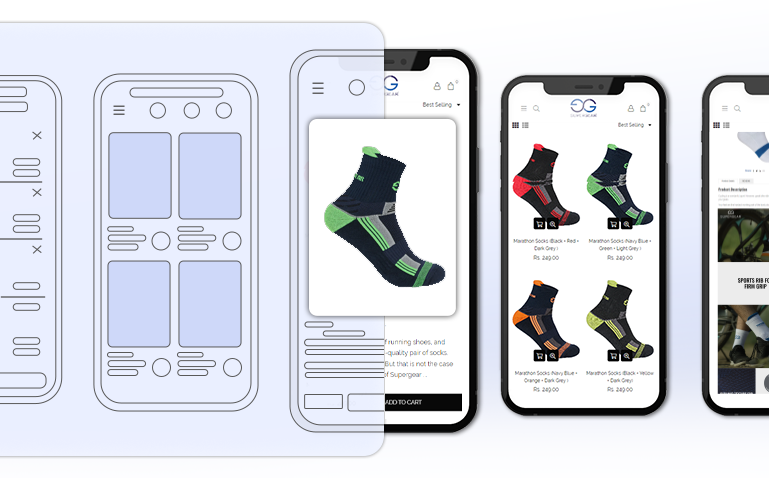 Best Selling
f running shoes, and
-quality pair of socks.
But that is not the case
of Supergear ...
ADD TO CART
SUPERGEAR
0
Best Selling
Marathon Socks (Black + Red +
Dark Grey )
Rs. 249.00
Marathon Socks (Navy Blue +
Green + Light Grey )
Rs. 249.00
Marathon Socks (Navy Blue +
Orange + Dark Grey )
Rs. 249.00
Marathon Socks (Black + Yellow
+ Dark Grey)
Rs. 249.00
Product Description
SPORTS RIB FO
FIRM GRIP